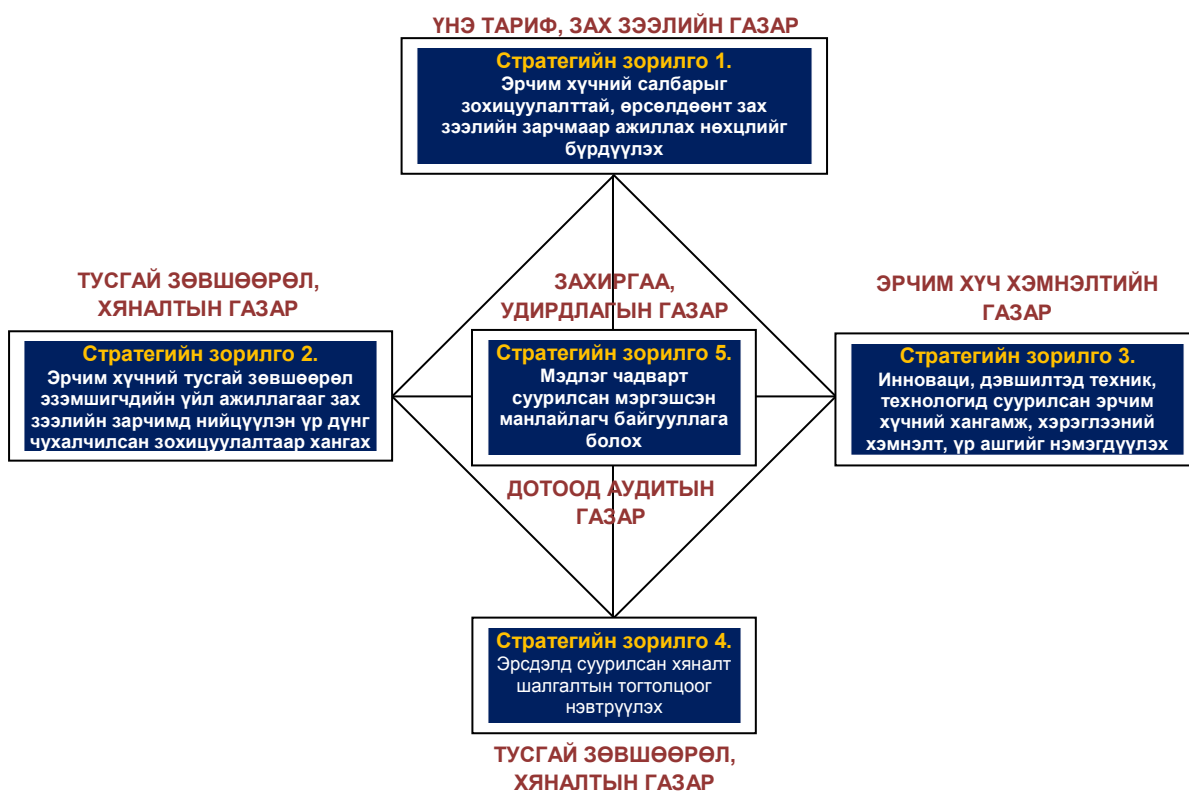 ҮНЭ ТАРИФ, ЗАХ ЗЭЭЛИЙН ГАЗАР
Стратегийн зорилго 1.
Эрчим хүчний салбарыг
зохицуулалттай, өрсөлдөөнт зах
зээлийн зарчмаар ажиллах нөхцлийг
бүрдүүлэх
ТУСГАЙ ЗӨВШӨӨРӨЛ,
ХЯНАЛТЫН ГАЗАР
Стратегийн зорилго 2.
Эрчим хүчний тусгай зөвшөөрөл
эзэмшигчдийн үйл ажиллагааг зах
зээлийн зарчимд нийцүүлэн үр дүнг
чухалчилсан зохицуулалтаар хангах
ЗАХИРГАА,
УДИРДЛАГЫН ГАЗАР
Стратегийн зорилго 5.
Мэдлэг чадварт
суурилсан мэргэшсэн
манлайлагч байгууллага
болох
ДОТООД АУДИТЫН
ГАЗАР
ЭРЧИМ ХҮЧ ХЭМНЭЛТИЙН
ГАЗАР
Стратегийн зорилго 3.
Инноваци, дэвшилтэд техник,
технологид суурилсан эрчим
хүчний хангамж, хэрэглээний
хэмнэлт, үр ашгийг нэмэгдүүлэх
Стратегийн зорилго 4.
Эрсдэлд суурилсан хяналт
шалгалтын тогтолцоог
нэвтрүүлэх
ТУСГАЙ ЗӨВШӨӨРӨЛ,
ХЯНАЛТЫН ГАЗАР